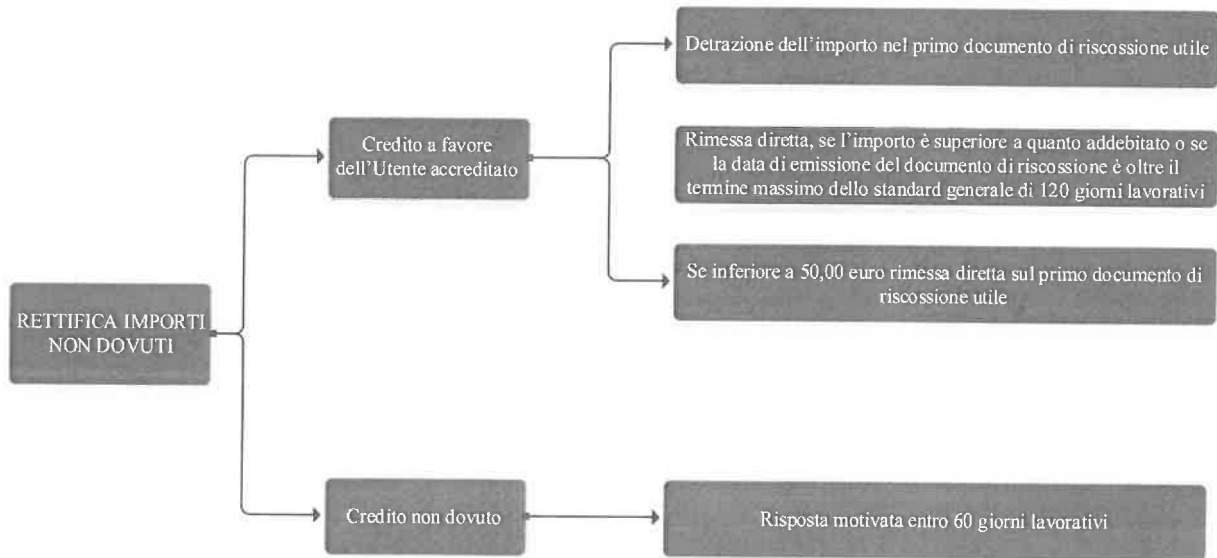 Detrazione dell'importo nel primo documento di riscossione utile
Credito a favore
dell'Utente accreditato
Rimessa diretta, se l'importo è superiore a quanto addebitato o se
la data di emissione del documento di riscossione è oltre il
termine massimo dello standard generale di 120 giorni lavorativi
Se inferiore a 50,00 euro rimessa diretta sul primo documento di
riscossione utile
RETTIFICA IMPORTI
NON DOVUTI
Credito non dovuto
Risposta motivata entro 60 giorni lavorativi